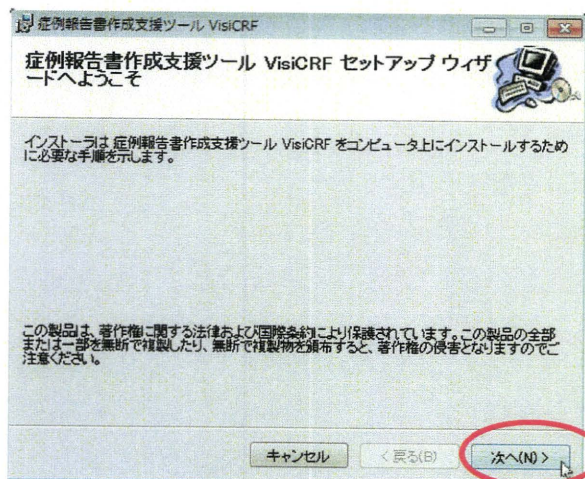 症例報告書作成支援ツール VisiCRF
症例報告書作成支援ツール VisiCRF セットアップ ウィザ
ードへようこそ
インストーラは 症例報告書作成支援ツール VisiCRF をコンピュータ上にインストールするため
に必要な手順を示します。
この製品は、著作権に関する法律および国際条約により保護されています。この製品の全部
または一部を無断で複製したり、無断で複製物を頒布すると、著作権の侵害となりますのでご
注意ください。
キャンセル
< 戻る(B)
次へ(N) >